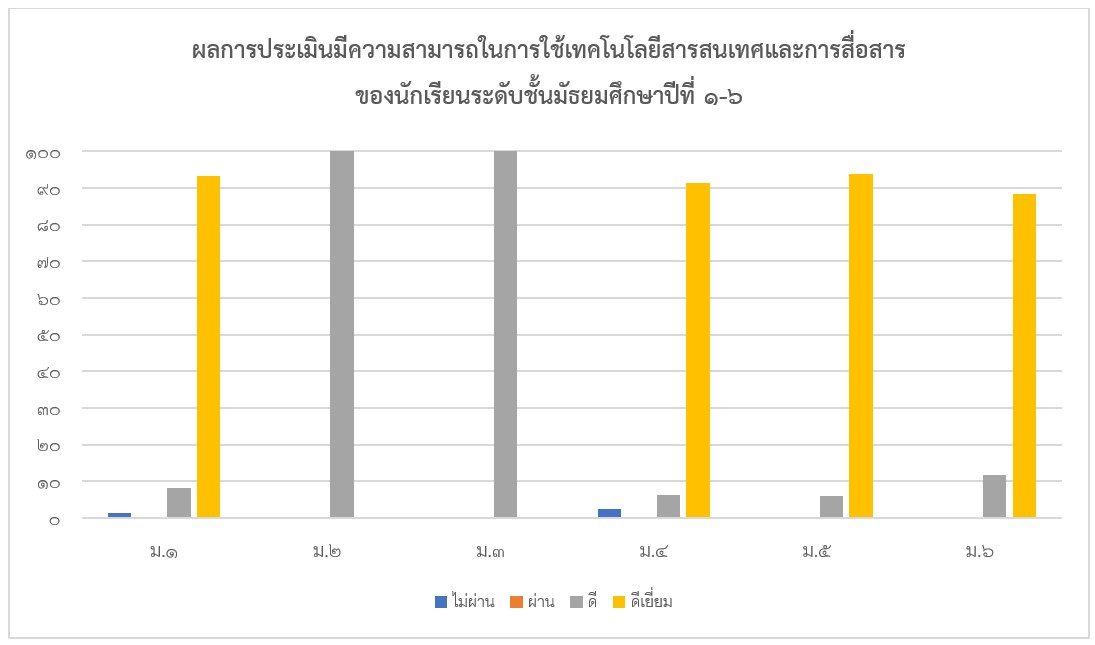 ผลการประเมินมีความสามารถในการใช้เทคโนโลยีสารสนเทศและการสื่อสาร
ของนักเรียนระดับชั้นมัธยมศึกษาปีที่ ๑-๖
๑๐๐
๙๐
๘๐
๗๐
๖๐
๕๐
๔๐
๓๐
๒๐
๑๐
๐
ม.๑ ม.๒ ม.๓ ม.๔ ม.๕ ม.๖
ไม่ผ่าน ผ่าน ดี ดีเยี่ยม